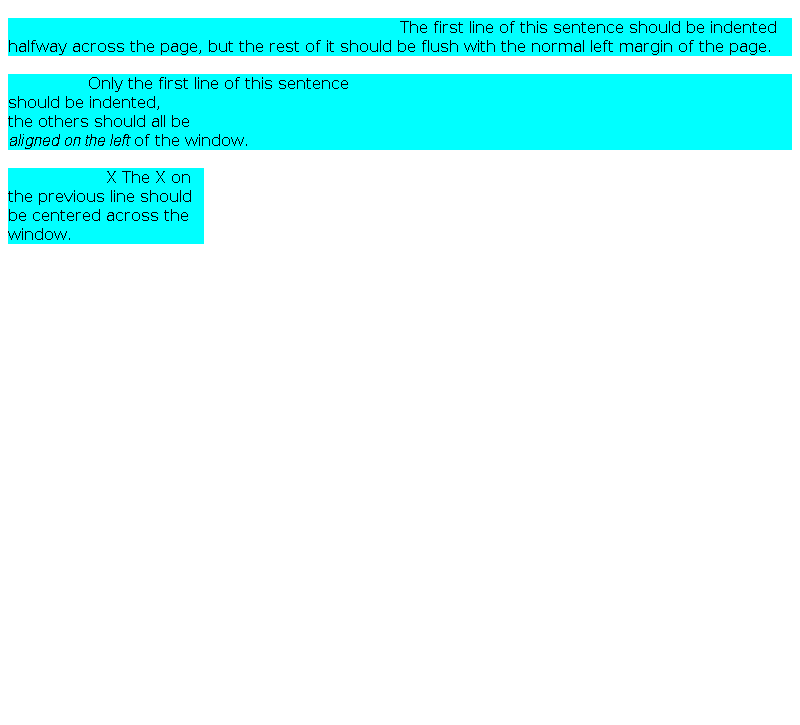 The first line of this sentence should be indented
halfway across the page, but the rest of it should be flush with the normal left margin of the page.
Only the first line of this sentence
should be indented,
the others should all be
aligned on the left of the window.
X The X on
the previous line should
be centered across the
window.